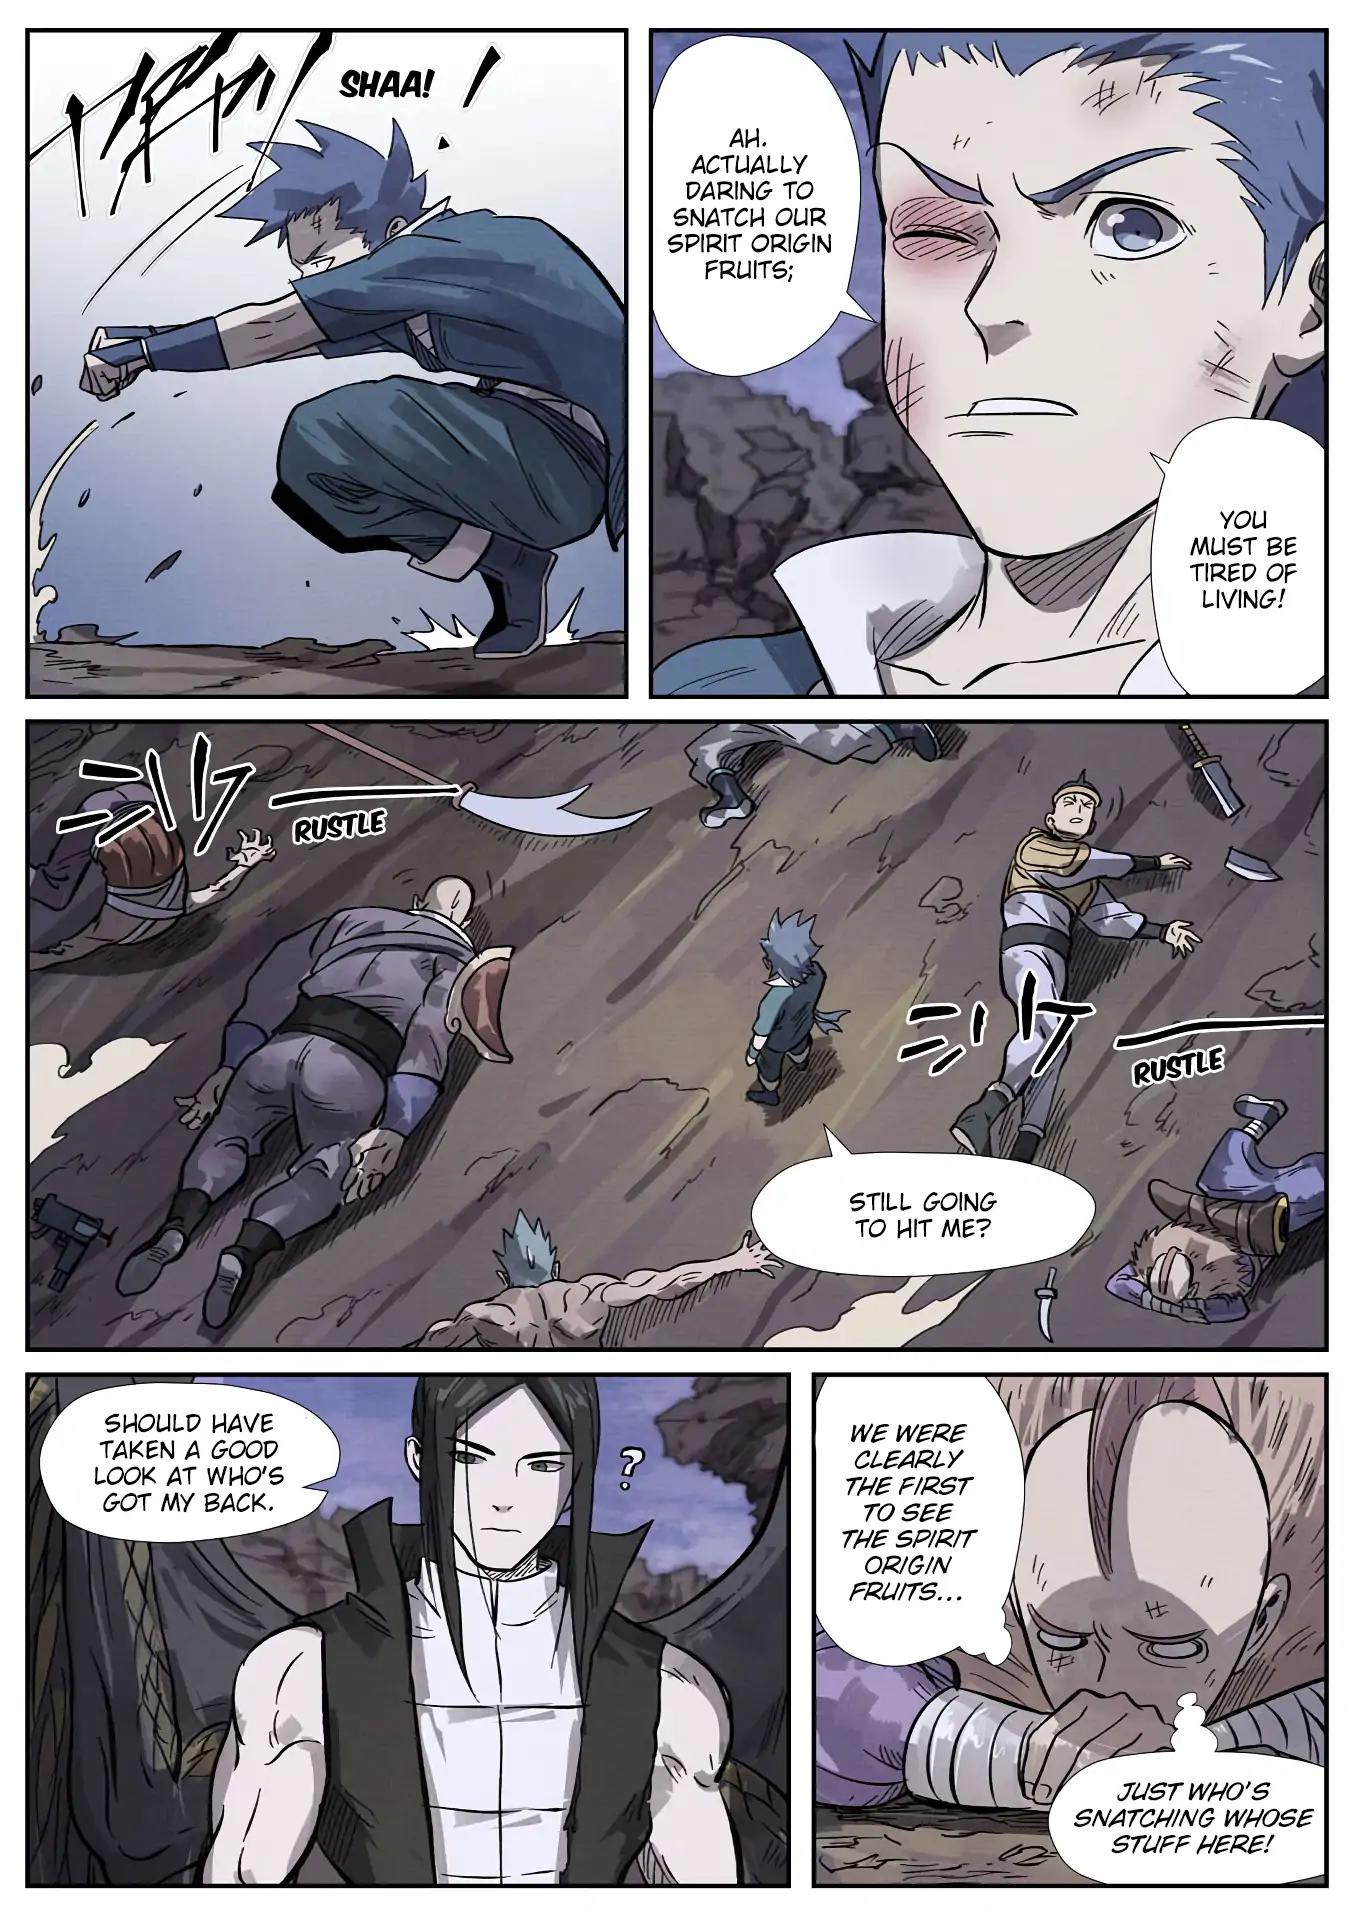 SHAA!
AH.
ACTUALLY
DARING TO
SNATCH OUR
SPIRIT ORIGIN
FRUITS;
YOU
MUST BE
TIRED OF
LIVING!
RUSTLE
RUSTLE
STILL GOING
TO HIT ME?
SHOULD HAVE
TAKEN A GOOD
LOOK AT WHO'S
GOT MY BACK.
?
WE WERE
CLEARLY
THE FIRST
TO SEE
THE SPIRIT
ORIGIN
FRUITS...
JUST WHO'S
SNATCHING WHOSE
STUFF HERE!